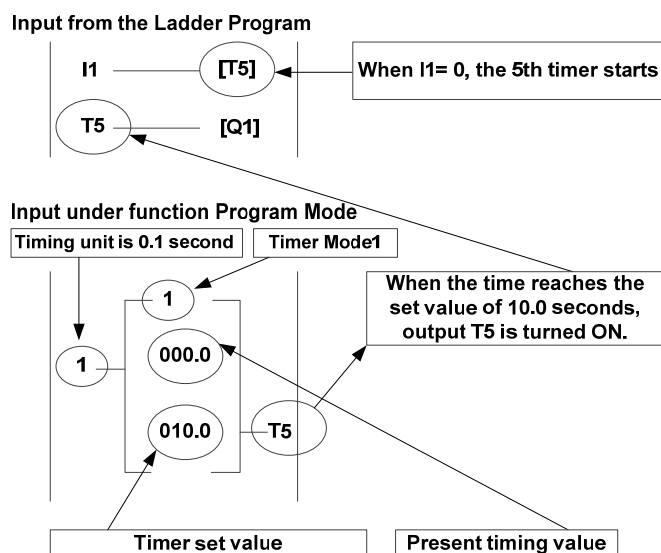 Input from the Ladder Program
I1 [T5]
When I1= 0, the 5th timer starts
T5 [Q1]
Input under function Program Mode
Timing unit is 0.1 second
Timer Mode1
When the time reaches the
set value of 10.0 seconds,
output T5 is turned ON.
1
000.0
1
010.0
T5
Timer set value
Present timing value